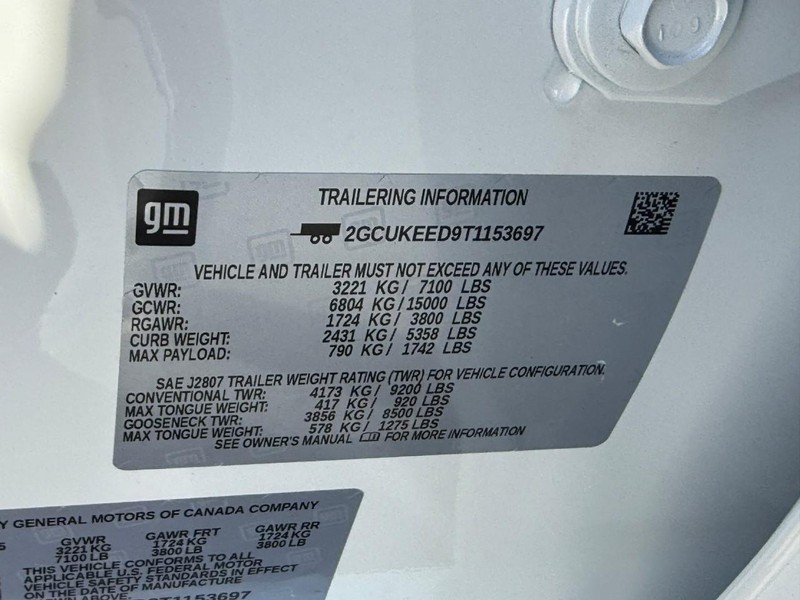 109
gm
TRAILERING INFORMATION
2GCUKEED9T1153697
VEHICLE AND TRAILER MUST NOT EXCEED ANY OF THESE VALUES.
GVWR: 3221 KG / 7100 LBS
GCWR: 6804 KG / 15000 LBS
RGAWR: 1724 KG / 3800 LBS
CURB WEIGHT: 2431 KG / 5358 LBS
MAX PAYLOAD: 790 KG / 1742 LBS
SAE J2807 TRAILER WEIGHT RATING (TWR) FOR VEHICLE CONFIGURATION.
CONVENTIONAL TWR: 4173 KG / 9200 LBS
MAX TONGUE WEIGHT: 417 KG / 920 LBS
GOOSENECK TWR: 3856 KG / 8500 LBS
MAX TONGUE WEIGHT: 578 KG / 1275 LBS
SEE OWNER'S MANUAL FOR MORE INFORMATION
Y GENERAL MOTORS OF CANADA COMPANY
GVWR GAWR FRT GAWR RR
3221 KG 1724 KG 1724 KG
7100 LB 3800 LB 3800 LB
THIS VEHICLE CONFORMS TO ALL
APPLICABLE U.S. FEDERAL MOTOR
VEHICLE SAFETY STANDARDS IN EFFECT
OWN ABOVE.
9T1153697